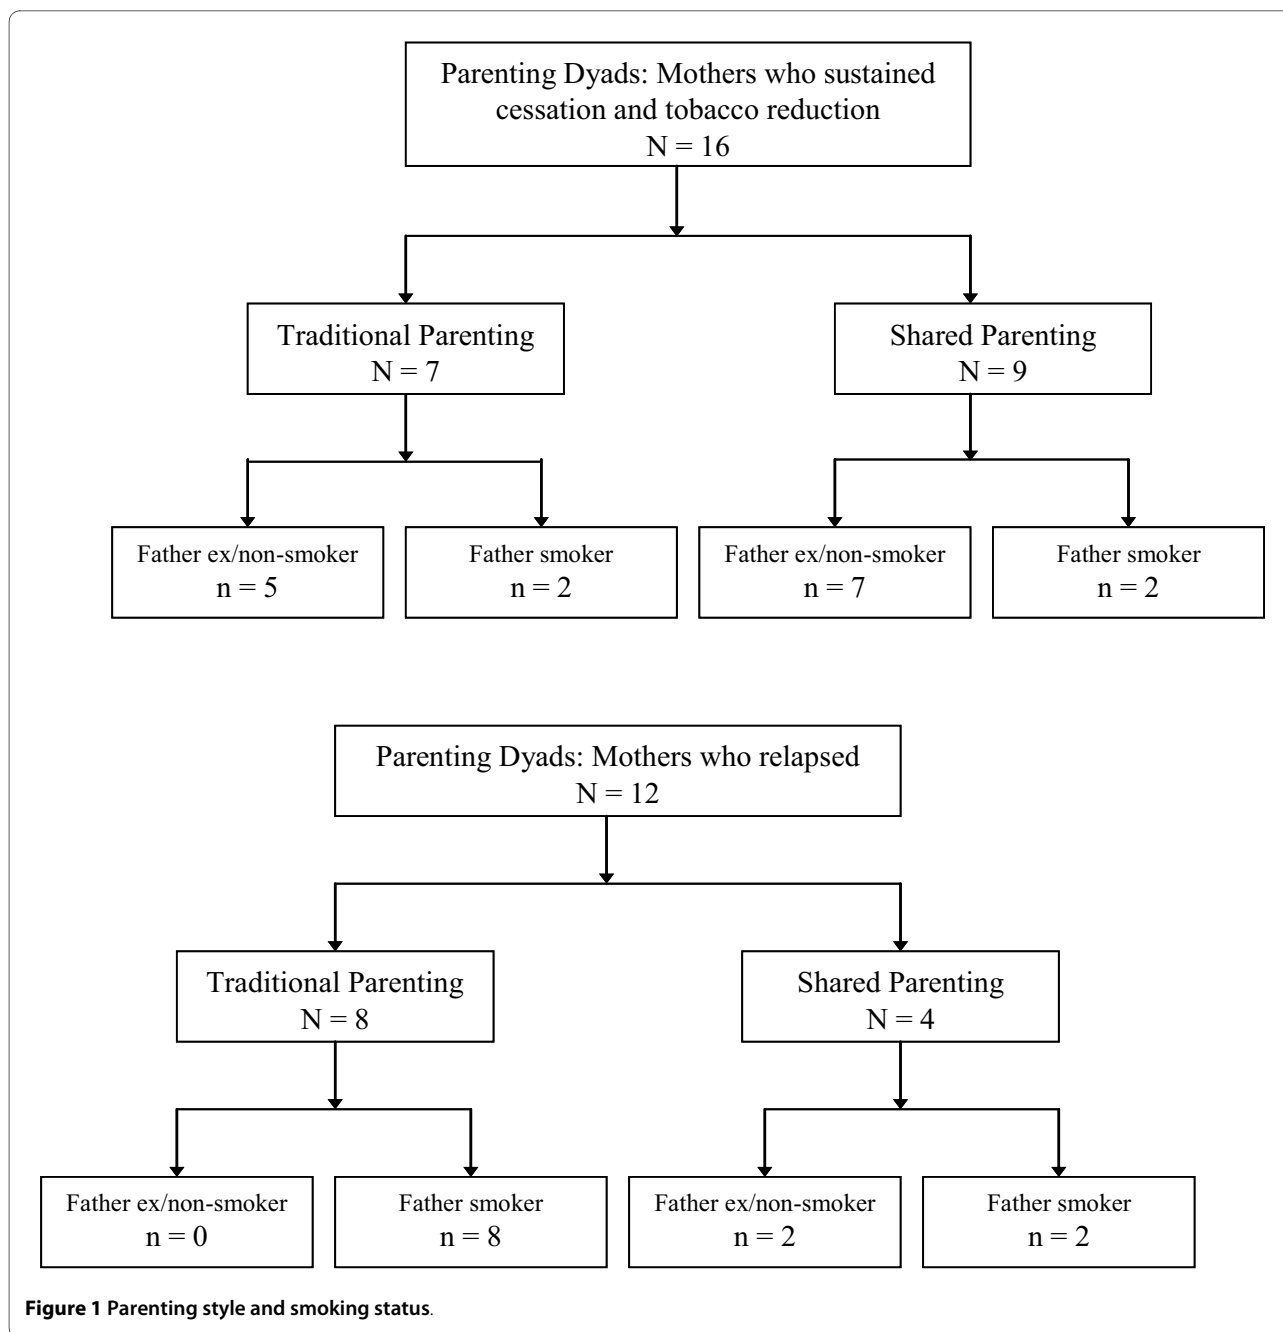 Parenting Dyads: Mothers who sustained
cessation and tobacco reduction
N = 16
Traditional Parenting
N = 7
Shared Parenting
N = 9
Father ex/non-smoker
n = 5
Father smoker
n = 2
Father ex/non-smoker
n = 7
Father smoker
n = 2
Parenting Dyads: Mothers who relapsed
N = 12
Traditional Parenting
N = 8
Shared Parenting
N = 4
Father ex/non-smoker
n = 0
Father smoker
n = 8
Father ex/non-smoker
n = 2
Father smoker
n = 2
Figure 1 Parenting style and smoking status.